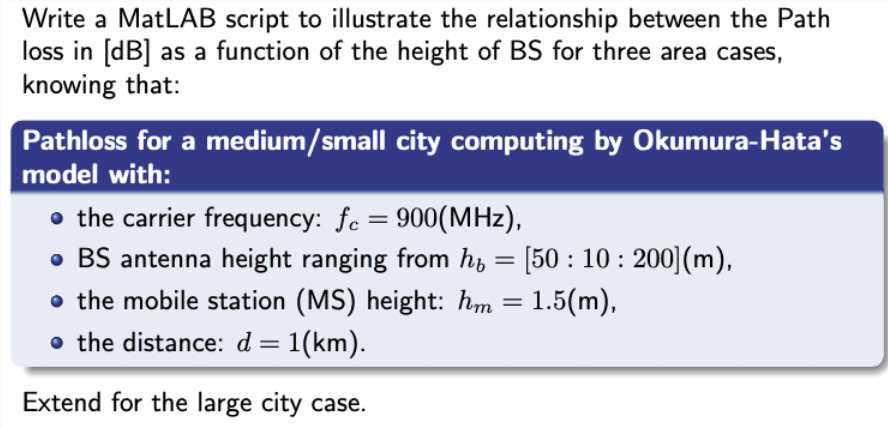 Write a MatLAB script to illustrate the relationship between the Path
loss in [dB] as a function of the height of BS for three area cases,
knowing that:
Pathloss for a medium/small city computing by Okumura-Hata's
model with:
the carrier frequency: f_c = 900(MHz),
BS antenna height ranging from h_b = [50 : 10 : 200](m),
the mobile station (MS) height: h_m = 1.5(m),
the distance: d = 1(km).
Extend for the large city case.